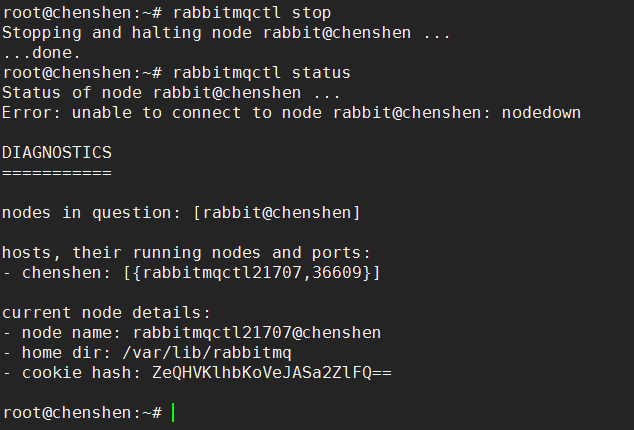 root@chenshen:~# rabbitmqctl stop
Stopping and halting node rabbit@chenshen ...
...done.
root@chenshen:~# rabbitmqctl status
Status of node rabbit@chenshen ...
Error: unable to connect to node rabbit@chenshen: nodedown
DIAGNOSTICS
===========
nodes in question: [rabbit@chenshen]
hosts, their running nodes and ports:
- chenshen: [{rabbitmqctl21707,36609}]
current node details:
- node name: rabbitmqctl21707@chenshen
- home dir: /var/lib/rabbitmq
- cookie hash: ZeQHVKlhbKoVeJASa2ZlFQ==
root@chenshen:~#